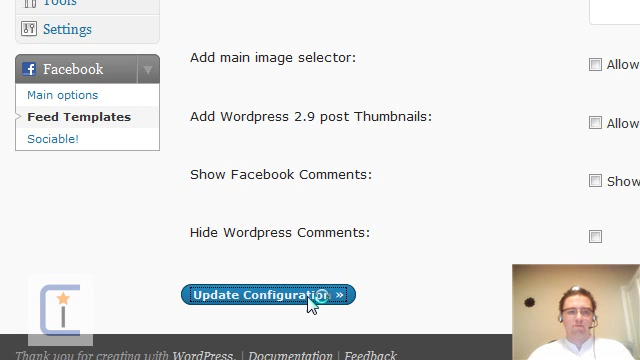 Tools
Settings
Facebook
Main options
Feed Templates
Sociable!
Add main image selector:
Allow
Add Wordpress 2.9 post Thumbnails:
Allow
Show Facebook Comments:
Show
Hide Wordpress Comments:
Update Configuration »
Thank you for creating with WordPress. | Documentation | Feedback